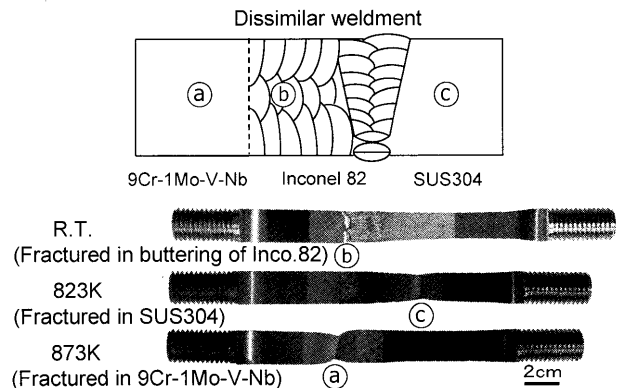 Dissimilar weldment
ⓐ ⓑ ⓒ
9Cr-1Mo-V-Nb Inconel 82 SUS304
R.T.
(Fractured in buttering of Inco.82) ⓑ
823K
(Fractured in SUS304) ⓒ
873K
(Fractured in 9Cr-1Mo-V-Nb) ⓐ
2cm